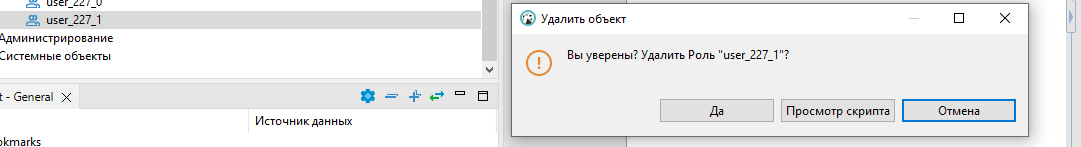 user_227_0
user_227_1
Администрирование
Системные объекты
t - General
Источник данных
okmarks
Удалить объект
Вы уверены? Удалить Роль "user_227_1"?
Да
Просмотр скрипта
Отмена